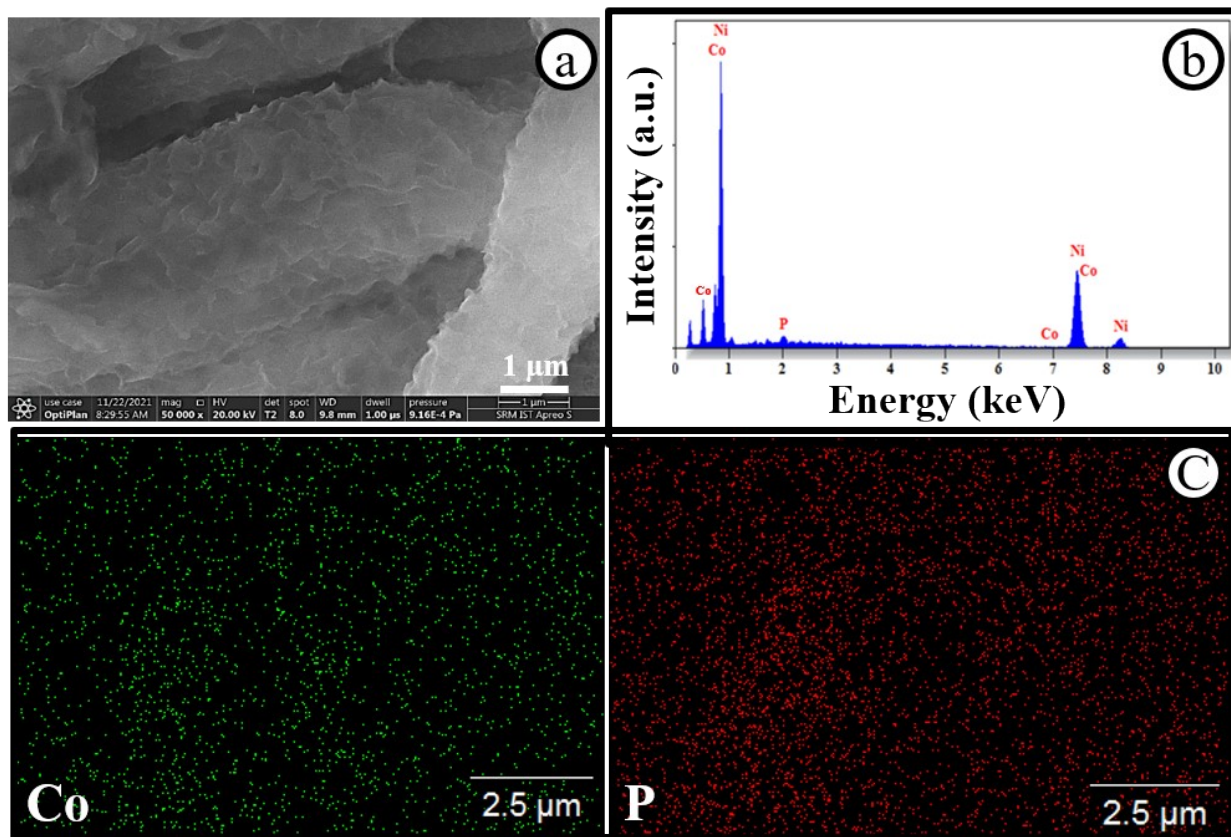 a
1 µm
use case 11/22/2021 mag □ HV det spot WD dwell pressure ⊢ 1 µm ⊣
OptiPlan 8:29:55 AM 50 000 x 20.00 kV T2 8.0 9.8 mm 1.00 µs 9.16E-4 Pa SRM IST Apreo S
b
Intensity (a.u.)
Ni
Co
Co
P
Ni
Co
Co
Ni
0 1 2 3 4 5 6 7 8 9 10
Energy (keV)
C
Co
2.5 µm
P
2.5 µm